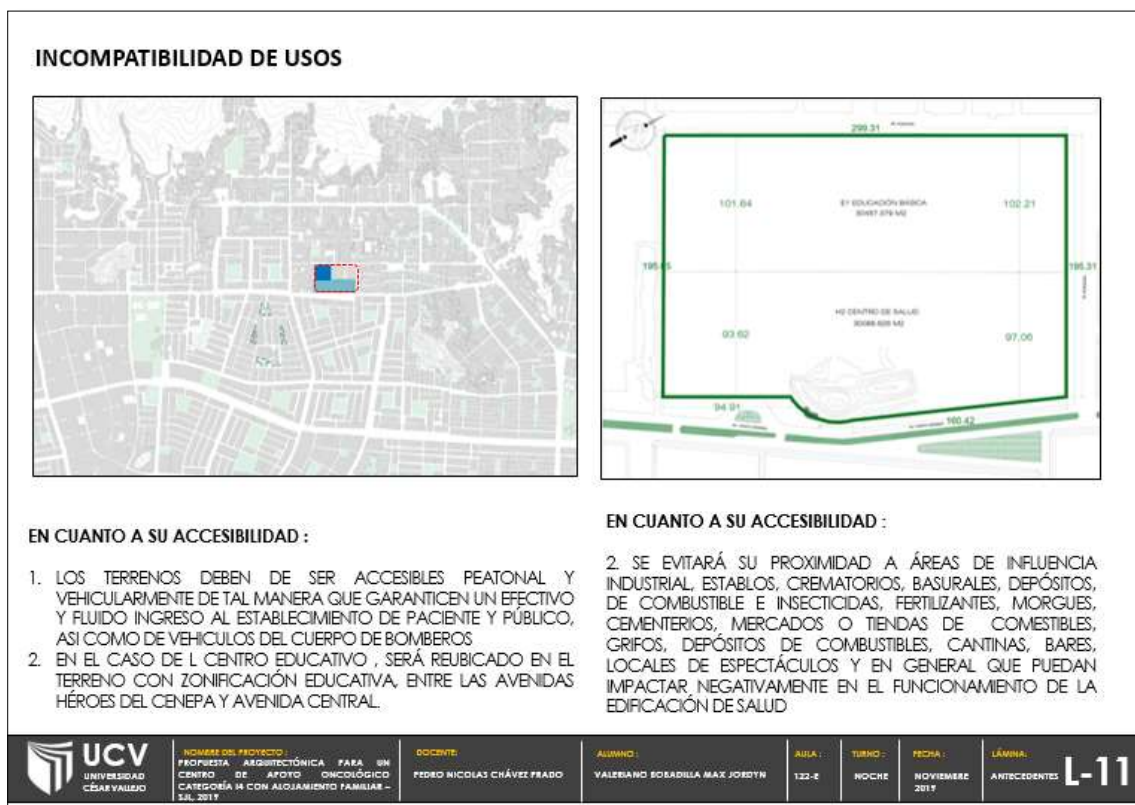 INCOMPATIBILIDAD DE USOS
299.31
101.64
E1 EDUCACIÓN BÁSICA
102.21
195.31
H2 CENTRO DE SALUD
93.62
97.06
94.91
160.42
EN CUANTO A SU ACCESIBILIDAD :
1. LOS TERRENOS DEBEN DE SER ACCESIBLES PEATONAL Y
VEHICULARMENTE DE TAL MANERA QUE GARANTICEN UN EFECTIVO
Y FLUIDO INGRESO AL ESTABLECIMIENTO DE PACIENTE Y PÚBLICO,
ASI COMO DE VEHICULOS DEL CUERPO DE BOMBEROS
2. EN EL CASO DE L CENTRO EDUCATIVO , SERÁ REUBICADO EN EL
TERRENO CON ZONIFICACIÓN EDUCATIVA, ENTRE LAS AVENIDAS
HÉROES DEL CENEPA Y AVENIDA CENTRAL.
EN CUANTO A SU ACCESIBILIDAD :
2. SE EVITARÁ SU PROXIMIDAD A ÁREAS DE INFLUENCIA
INDUSTRIAL, ESTABLOS, CREMATORIOS, BASURALES, DEPÓSITOS,
DE COMBUSTIBLE E INSECTICIDAS, FERTILIZANTES, MORGUES,
CEMENTERIOS, MERCADOS O TIENDAS DE COMESTIBLES,
GRIFOS, DEPÓSITOS DE COMBUSTIBLES, CANTINAS, BARES,
LOCALES DE ESPECTÁCULOS Y EN GENERAL QUE PUEDAN
IMPACTAR NEGATIVAMENTE EN EL FUNCIONAMIENTO DE LA
EDIFICACIÓN DE SALUD
UCV
UNIVERSIDAD
CÉSAR VALLEJO
NOMBRE DEL PROYECTO :
PROPUESTA ARQUITECTÓNICA PARA UN
CENTRO DE APOYO ONCOLÓGICO
CATEGORÍA I4 CON ALOJAMIENTO FAMILIAR –
SJL, 2019
DOCENTE:
PEDRO NICOLAS CHÁVEZ PRADO
ALUMNO :
VALERIANO BOBADILLA MAX JORDYN
AULA :
122-E
TURNO :
NOCHE
FECHA :
NOVIEMBRE
2019
LÁMINA:
ANTECEDENTES
L-11